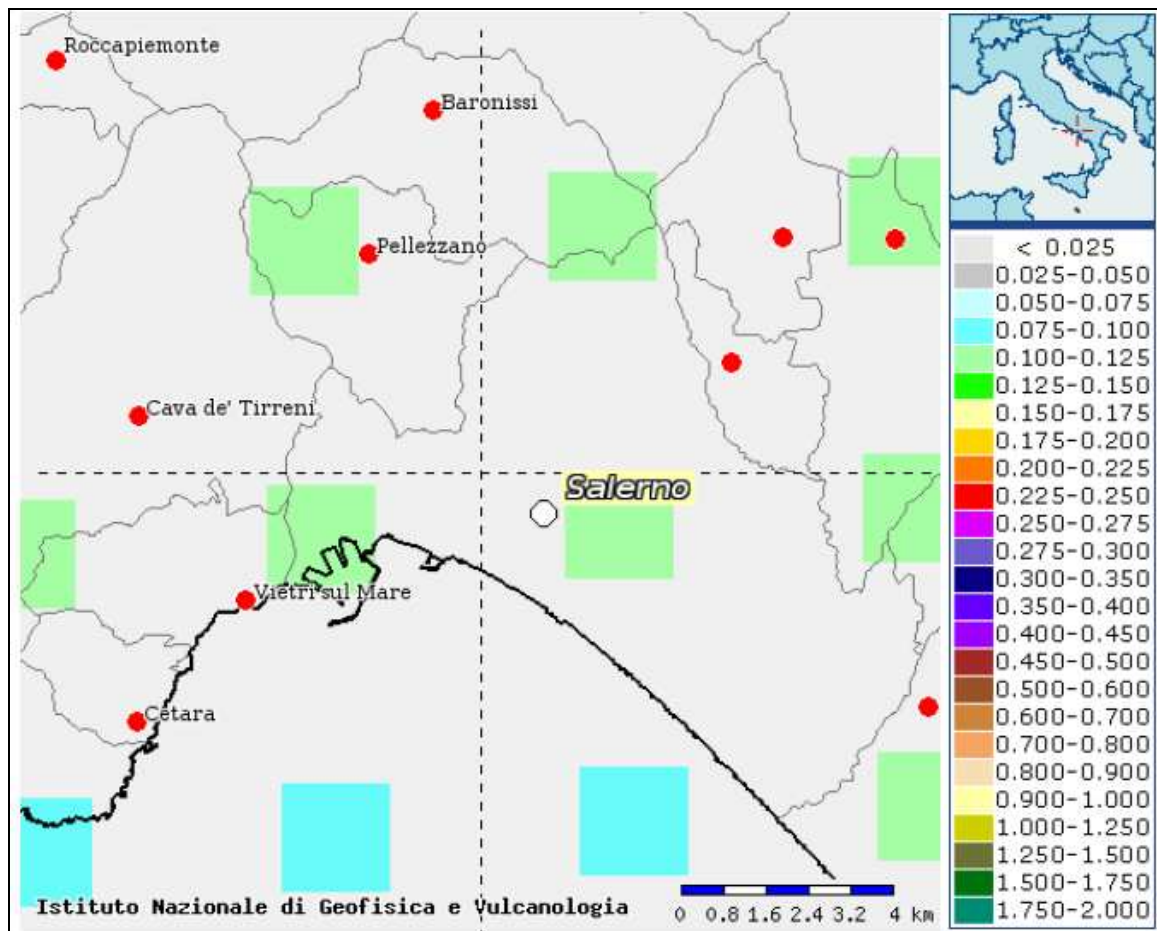 Roccapiemonte
Baronissi
Pellezzano
Cava de' Tirreni
Salerno
Vietri sul Mare
Cetara
Istituto Nazionale di Geofisica e Vulcanologia
0 0.8 1.6 2.4 3.2 4 km
< 0.025
0.025-0.050
0.050-0.075
0.075-0.100
0.100-0.125
0.125-0.150
0.150-0.175
0.175-0.200
0.200-0.225
0.225-0.250
0.250-0.275
0.275-0.300
0.300-0.350
0.350-0.400
0.400-0.450
0.450-0.500
0.500-0.600
0.600-0.700
0.700-0.800
0.800-0.900
0.900-1.000
1.000-1.250
1.250-1.500
1.500-1.750
1.750-2.000